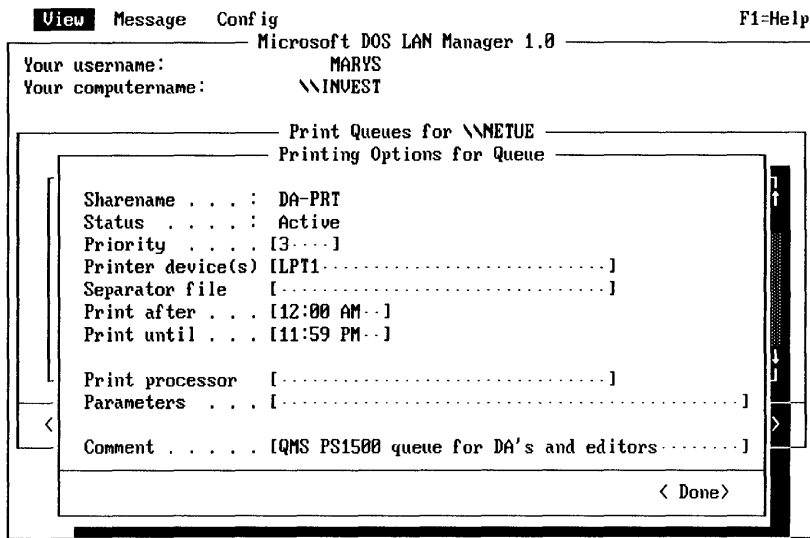 View Message Config F1=Help
Microsoft DOS LAN Manager 1.0
Your username: MARYS
Your computername: \\INVEST
Print Queues for \\NETUE
Printing Options for Queue
Sharename . . . : DA-PRT
Status . . . . : Active
Priority . . . . [3····]
Printer device(s) [LPT1····························]
Separator file [································]
Print after . . . [12:00 AM··]
Print until . . . [11:59 PM··]
Print processor [································]
Parameters . . . [·············································]
Comment . . . . . [QMS PS1500 queue for DA's and editors········]
< Done>